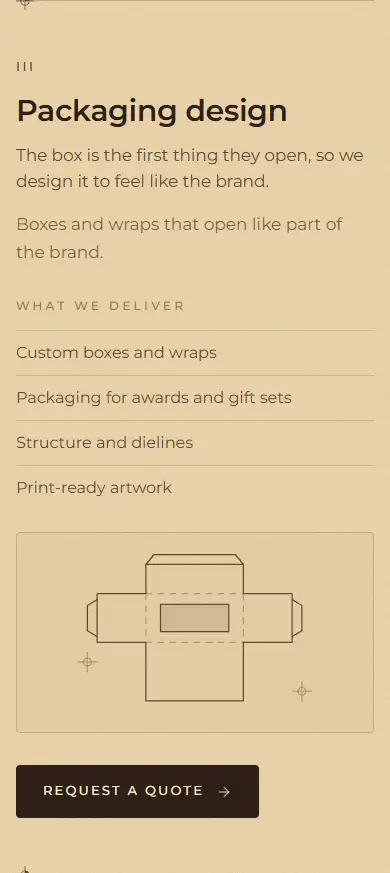 III
Packaging design
The box is the first thing they open, so we
design it to feel like the brand.
Boxes and wraps that open like part of
the brand.
WHAT WE DELIVER
Custom boxes and wraps
Packaging for awards and gift sets
Structure and dielines
Print-ready artwork
REQUEST A QUOTE →